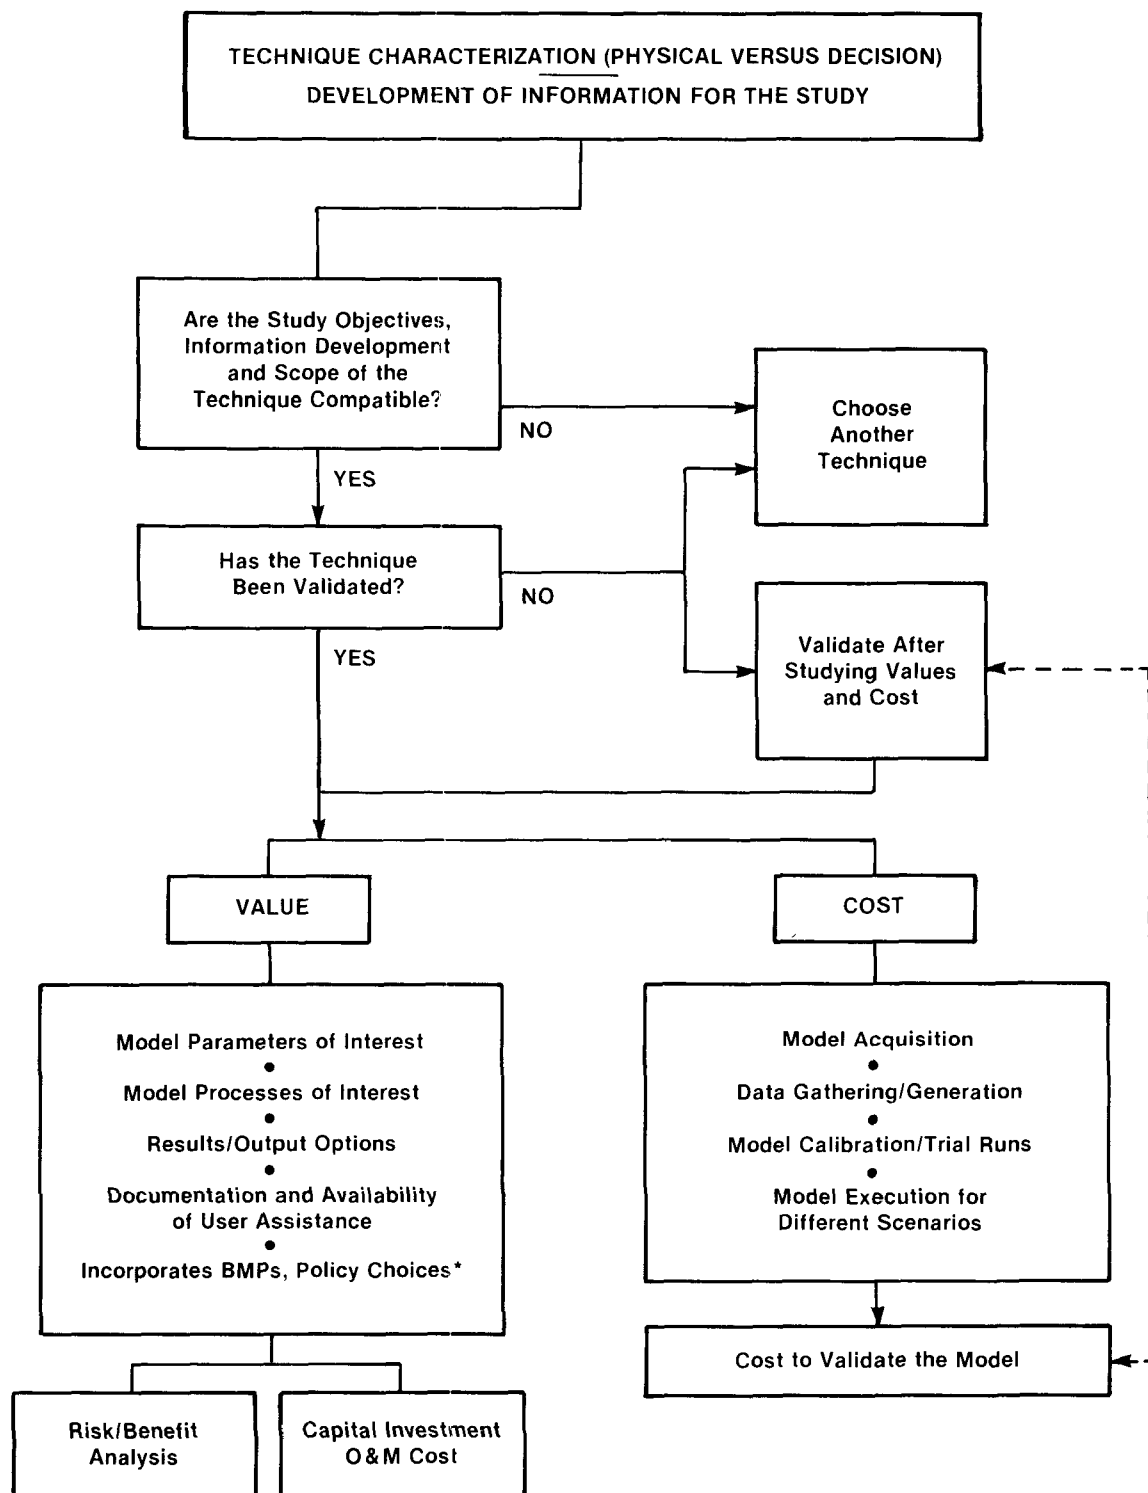 TECHNIQUE CHARACTERIZATION (PHYSICAL VERSUS DECISION)
DEVELOPMENT OF INFORMATION FOR THE STUDY
Are the Study Objectives,
Information Development
and Scope of the
Technique Compatible?
NO
Choose
Another
Technique
YES
Has the Technique
Been Validated?
NO
YES
Validate After
Studying Values
and Cost
VALUE
COST
Model Parameters of Interest
•
Model Processes of Interest
•
Results/Output Options
•
Documentation and Availability
of User Assistance
•
Incorporates BMPs, Policy Choices*
Model Acquisition
•
Data Gathering/Generation
•
Model Calibration/Trial Runs
•
Model Execution for
Different Scenarios
Cost to Validate the Model
Risk/Benefit
Analysis
Capital Investment
O&M Cost